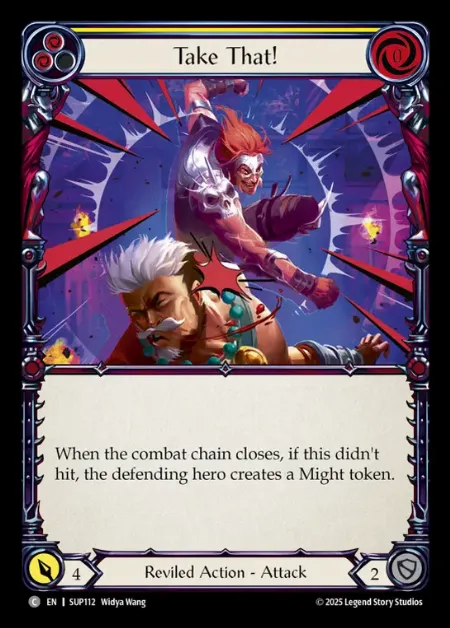 Take That!
0
When the combat chain closes, if this didn't
hit, the defending hero creates a Might token.
4
Reviled Action - Attack
2
C EN | SUP112 Widya Wang
© 2025 Legend Story Studios